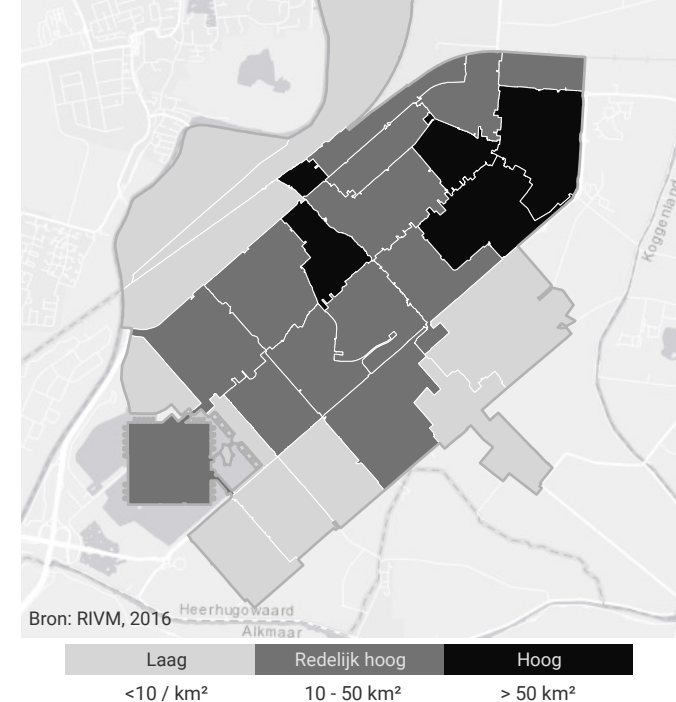 Koggenland
Heerhugowaard
Alkmaar
Bron: RIVM, 2016
Laag Redelijk hoog Hoog
<10 / km² 10 - 50 km² > 50 km²